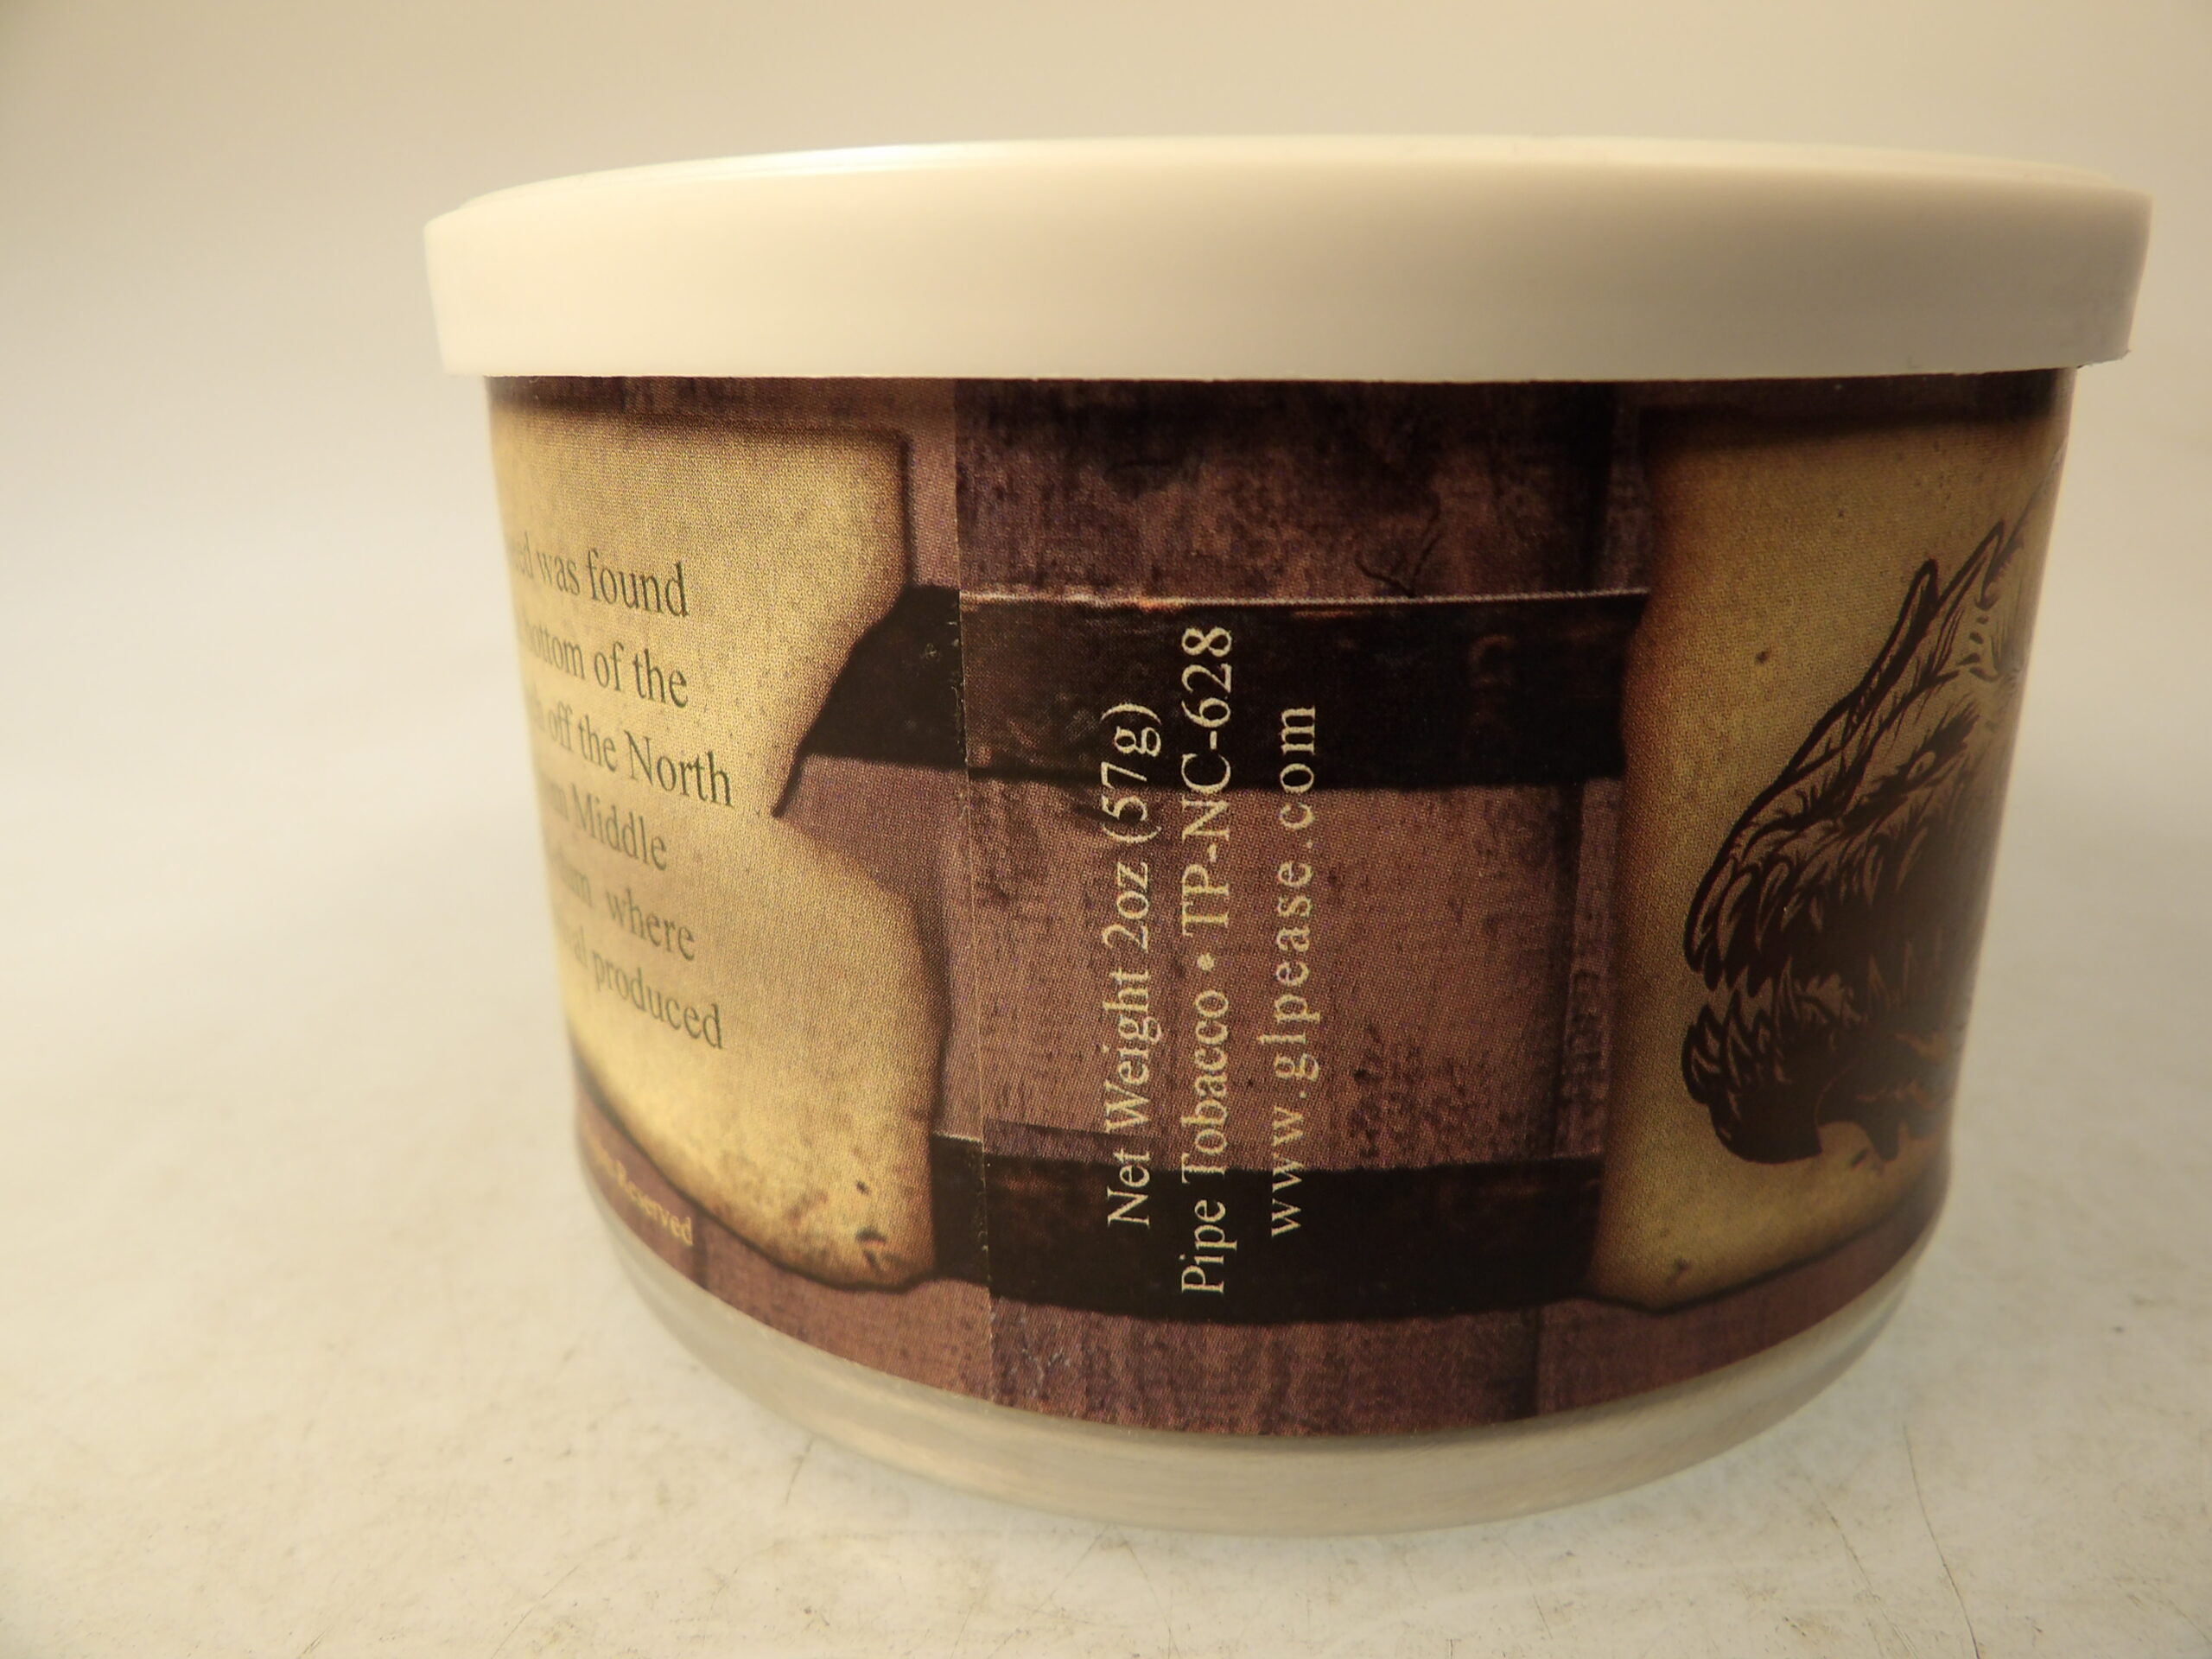 was found
bottom of the
off the North
Middle
where
produced
Reserved
Net Weight 2oz (57g)
Pipe Tobacco • TP-NC-628
www.glpease.com